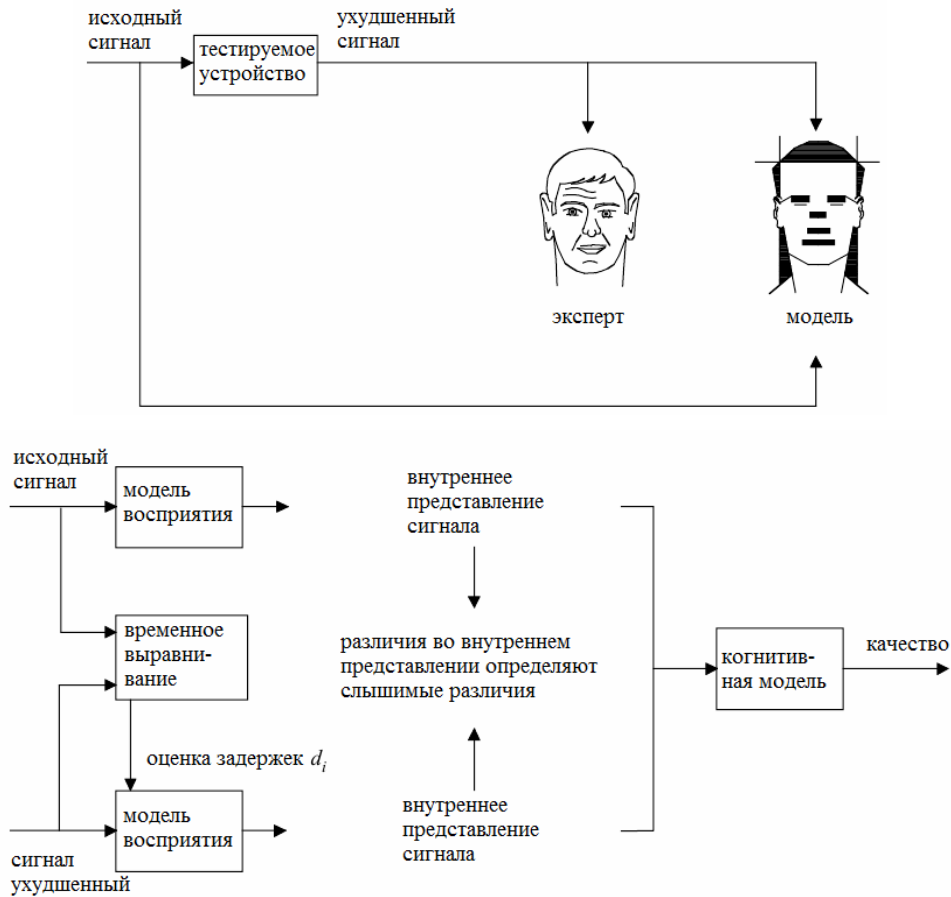 исходный
сигнал
ухудшенный
сигнал
тестируемое
устройство
эксперт
модель
исходный
сигнал
модель
восприятия
внутреннее
представление
сигнала
временное
выравни-
вание
различия во внутреннем
представлении определяют
слышимые различия
когнитив-
ная модель
качество
оценка задержек d_i
модель
восприятия
внутреннее
представление
сигнала
сигнал
ухудшенный